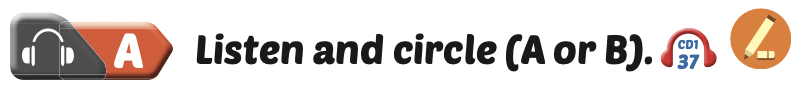 A Listen and circle (A or B). CD1
37